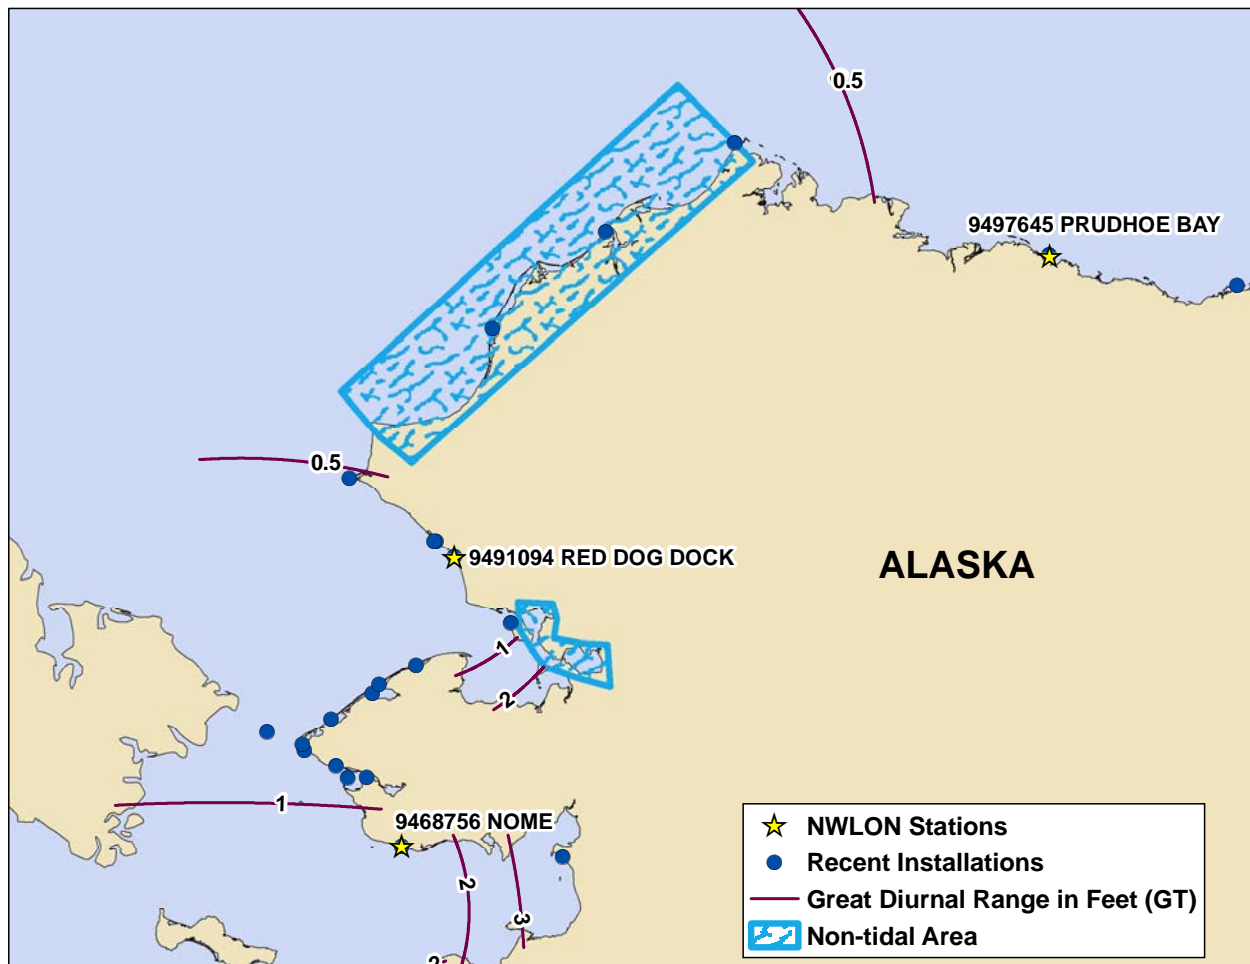 0.5
9497645 PRUDHOE BAY
0.5
9491094 RED DOG DOCK
ALASKA
1
2
1
9468756 NOME
2
3
2
NWLON Stations
Recent Installations
Great Diurnal Range in Feet (GT)
Non-tidal Area